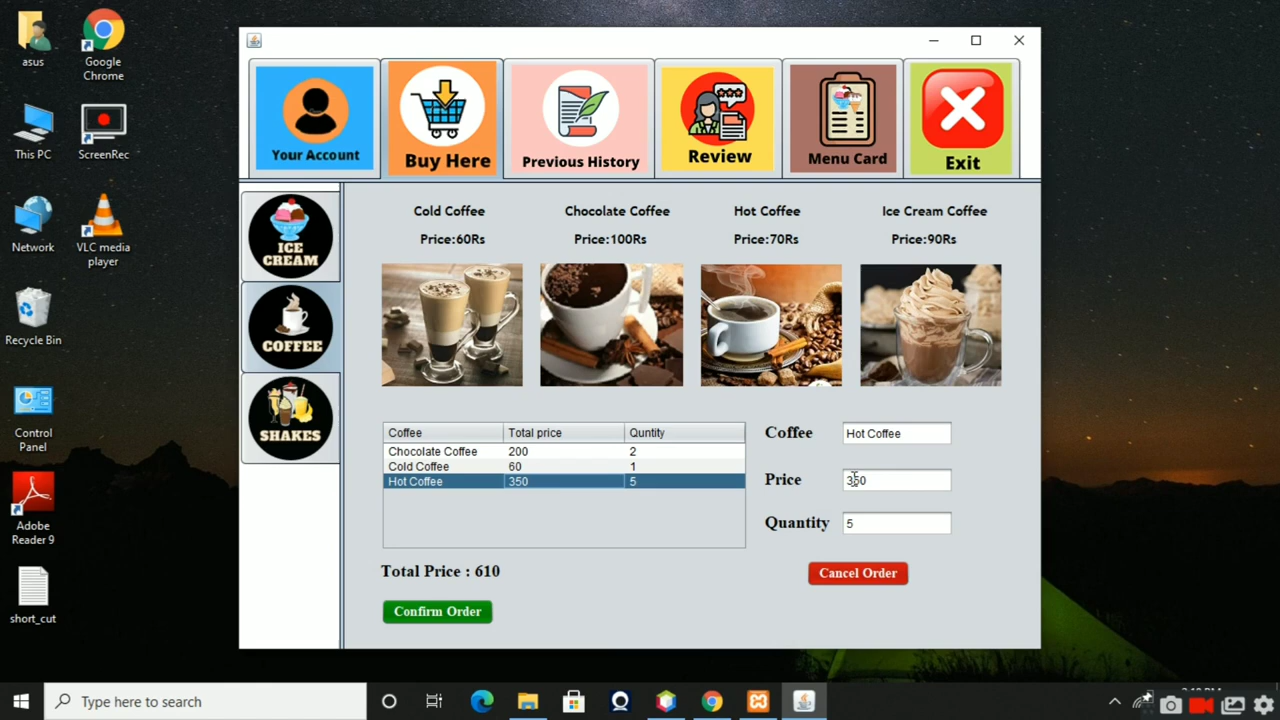 asus
Google Chrome
This PC
ScreenRec
Network
VLC media player
Recycle Bin
Control Panel
Adobe Reader 9
short_cut
Your Account
Buy Here
Previous History
Review
Menu Card
Exit
ICE CREAM
COFFEE
SHAKES
Cold Coffee
Chocolate Coffee
Hot Coffee
Ice Cream Coffee
Price:60Rs
Price:100Rs
Price:70Rs
Price:90Rs
Coffee Total price Quntity
Chocolate Coffee 200 2
Cold Coffee 60 1
Hot Coffee 350 5
Coffee Hot Coffee
Price 350
Quantity 5
Total Price : 610
Cancel Order
Confirm Order
Type here to search